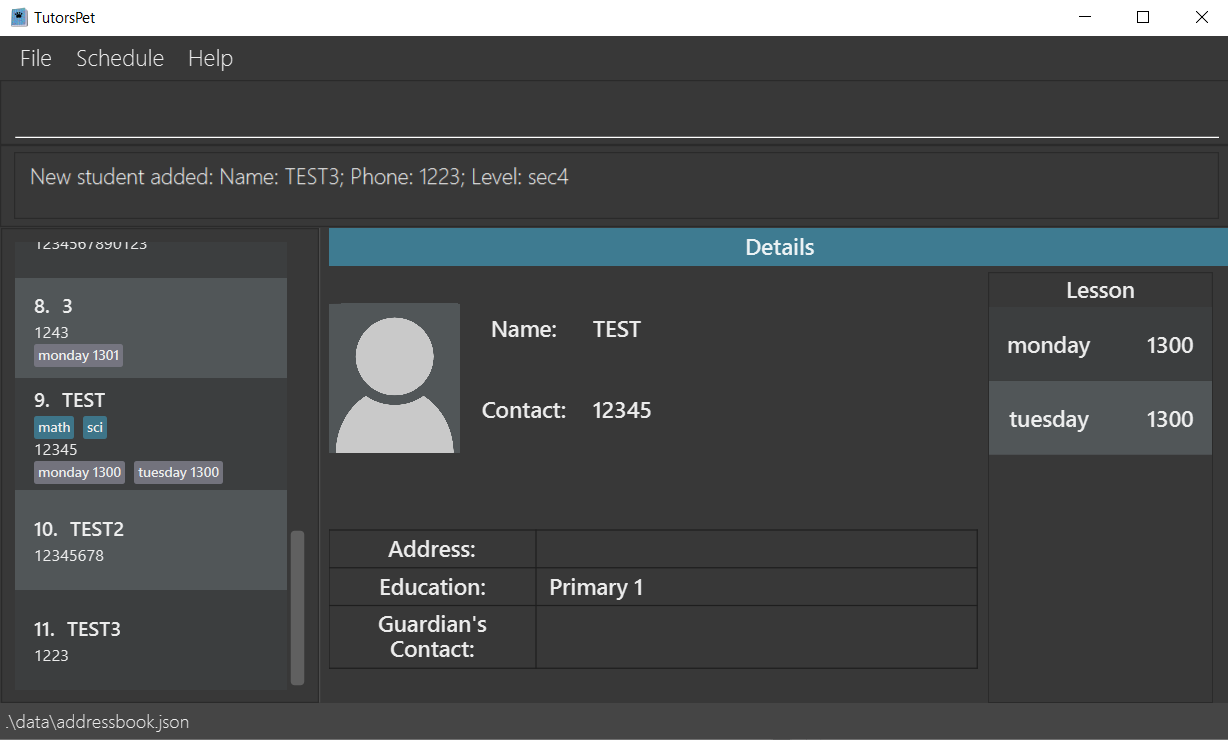 TutorsPet
File Schedule Help
New student added: Name: TEST3; Phone: 1223; Level: sec4
1234567890123
8. 3
1243
monday 1301
9. TEST
math sci
12345
monday 1300 tuesday 1300
10. TEST2
12345678
11. TEST3
1223
Details
Name: TEST
Contact: 12345
Address:
Education: Primary 1
Guardian's
Contact:
Lesson
monday 1300
tuesday 1300
.\data\addressbook.json